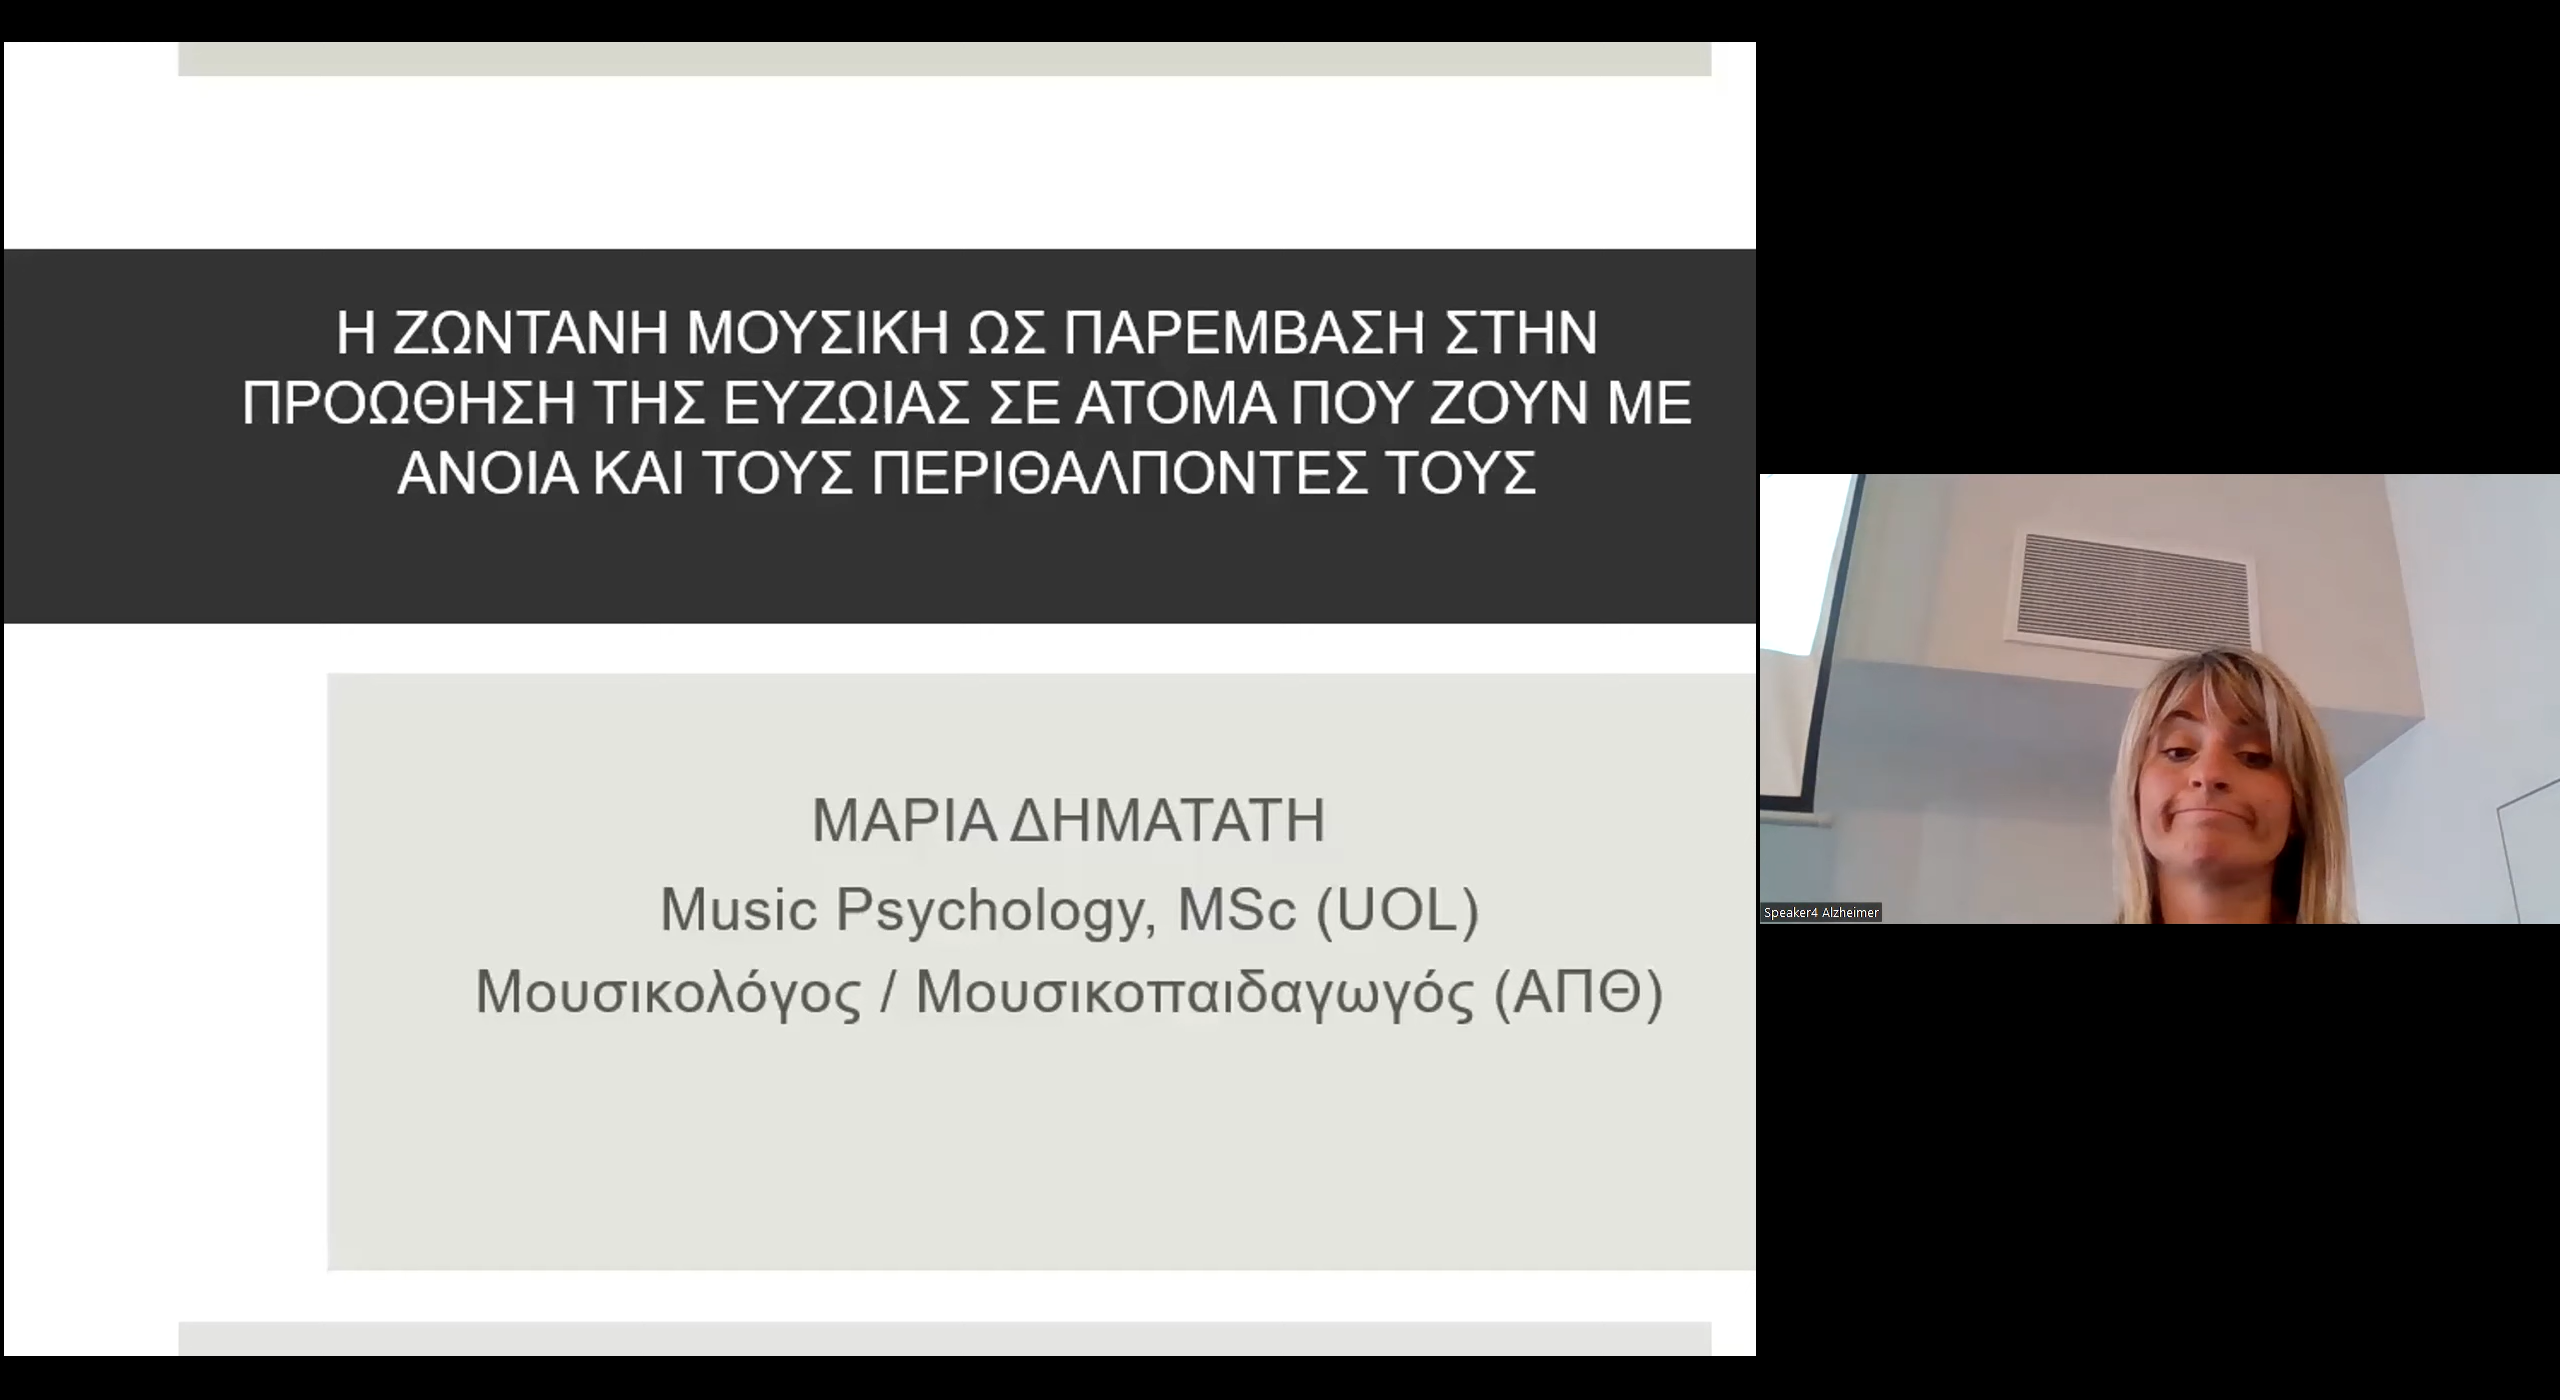 Η ΖΩΝΤΑΝΗ ΜΟΥΣΙΚΗ ΩΣ ΠΑΡΕΜΒΑΣΗ ΣΤΗΝ
ΠΡΟΩΘΗΣΗ ΤΗΣ ΕΥΖΩΙΑΣ ΣΕ ΑΤΟΜΑ ΠΟΥ ΖΟΥΝ ΜΕ
ΑΝΟΙΑ ΚΑΙ ΤΟΥΣ ΠΕΡΙΘΑΛΠΟΝΤΕΣ ΤΟΥΣ
ΜΑΡΙΑ ΔΗΜΑΤΑΤΗ
Music Psychology, MSc (UOL)
Μουσικολόγος / Μουσικοπαιδαγωγός (ΑΠΘ)
Speaker4 Alzheimer